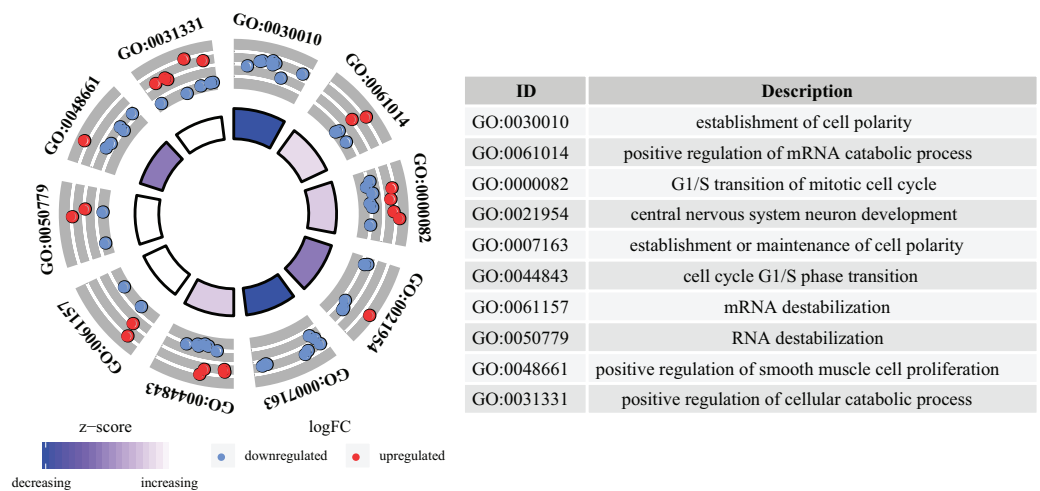 GO:0030010
GO:0061014
GO:0000082
GO:0021954
GO:0007163
GO:0044843
GO:0061157
GO:0050779
GO:0048661
GO:0031331
z−score
decreasing increasing
logFC
downregulated upregulated
ID Description
GO:0030010 establishment of cell polarity
GO:0061014 positive regulation of mRNA catabolic process
GO:0000082 G1/S transition of mitotic cell cycle
GO:0021954 central nervous system neuron development
GO:0007163 establishment or maintenance of cell polarity
GO:0044843 cell cycle G1/S phase transition
GO:0061157 mRNA destabilization
GO:0050779 RNA destabilization
GO:0048661 positive regulation of smooth muscle cell proliferation
GO:0031331 positive regulation of cellular catabolic process